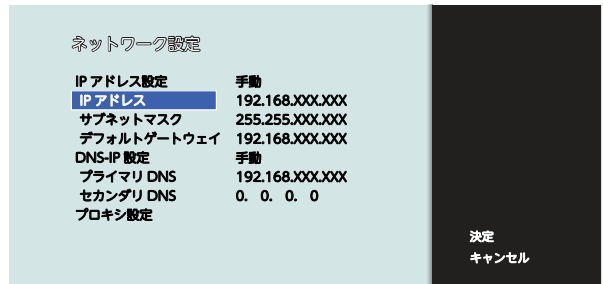 ネットワーク設定
IP アドレス設定 手動
IP アドレス 192.168.XXX.XXX
サブネットマスク 255.255.XXX.XXX
デフォルトゲートウェイ 192.168.XXX.XXX
DNS-IP 設定 手動
プライマリ DNS 192.168.XXX.XXX
セカンダリ DNS 0. 0. 0. 0
プロキシ設定
決定
キャンセル